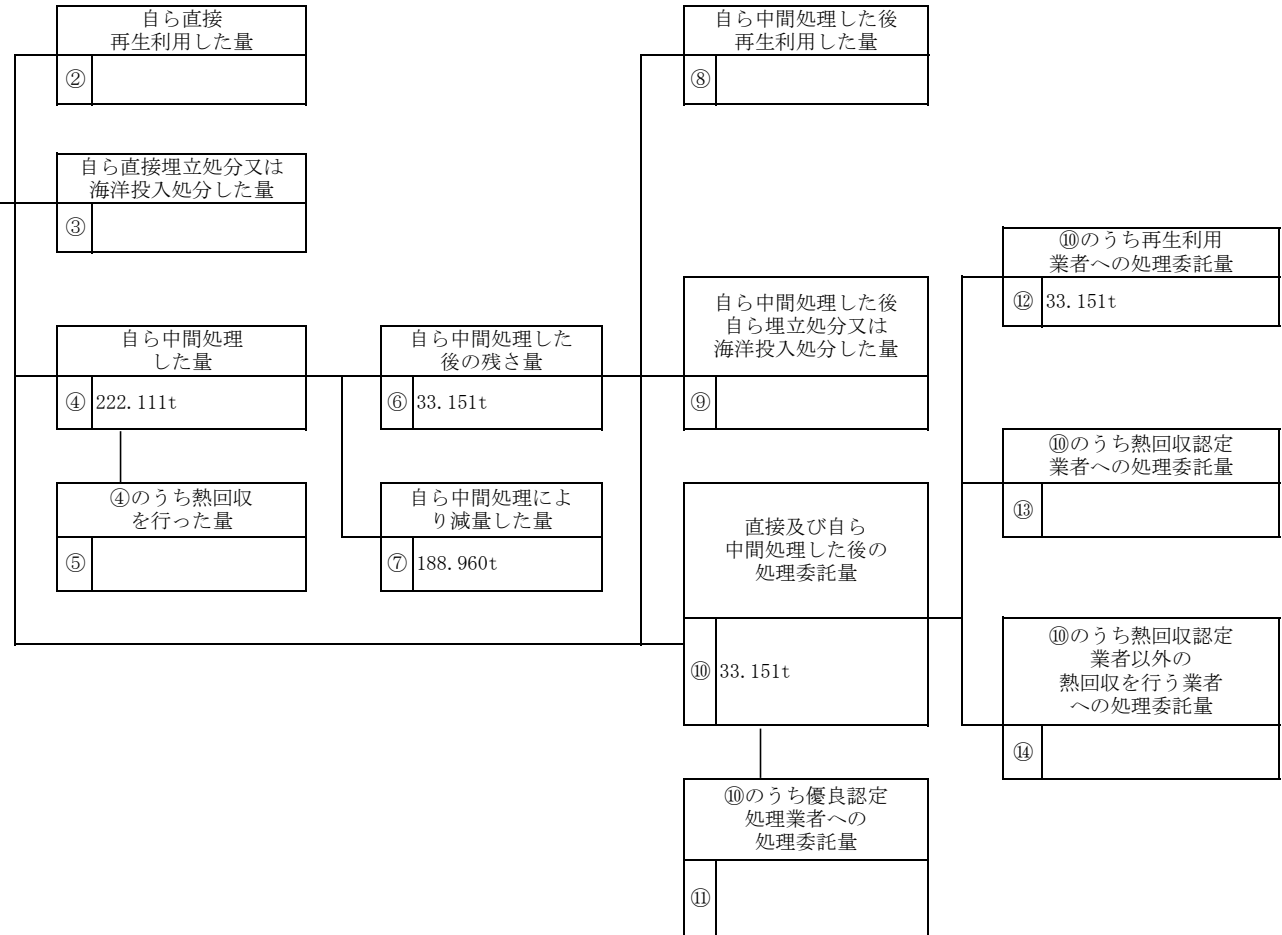 自ら直接
再生利用した量
②
自ら直接埋立処分又は
海洋投入処分した量
③
自ら中間処理
した量
④ 222.111t
④のうち熱回収
を行った量
⑤
自ら中間処理した
後の残さ量
⑥ 33.151t
自ら中間処理によ
り減量した量
⑦ 188.960t
自ら中間処理した後
再生利用した量
⑧
自ら中間処理した後
自ら埋立処分又は
海洋投入処分した量
⑨
直接及び自ら
中間処理した後の
処理委託量
⑩ 33.151t
⑩のうち優良認定
処理業者への
処理委託量
⑪
⑩のうち再生利用
業者への処理委託量
⑫ 33.151t
⑩のうち熱回収認定
業者への処理委託量
⑬
⑩のうち熱回収認定
業者以外の
熱回収を行う業者
への処理委託量
⑭